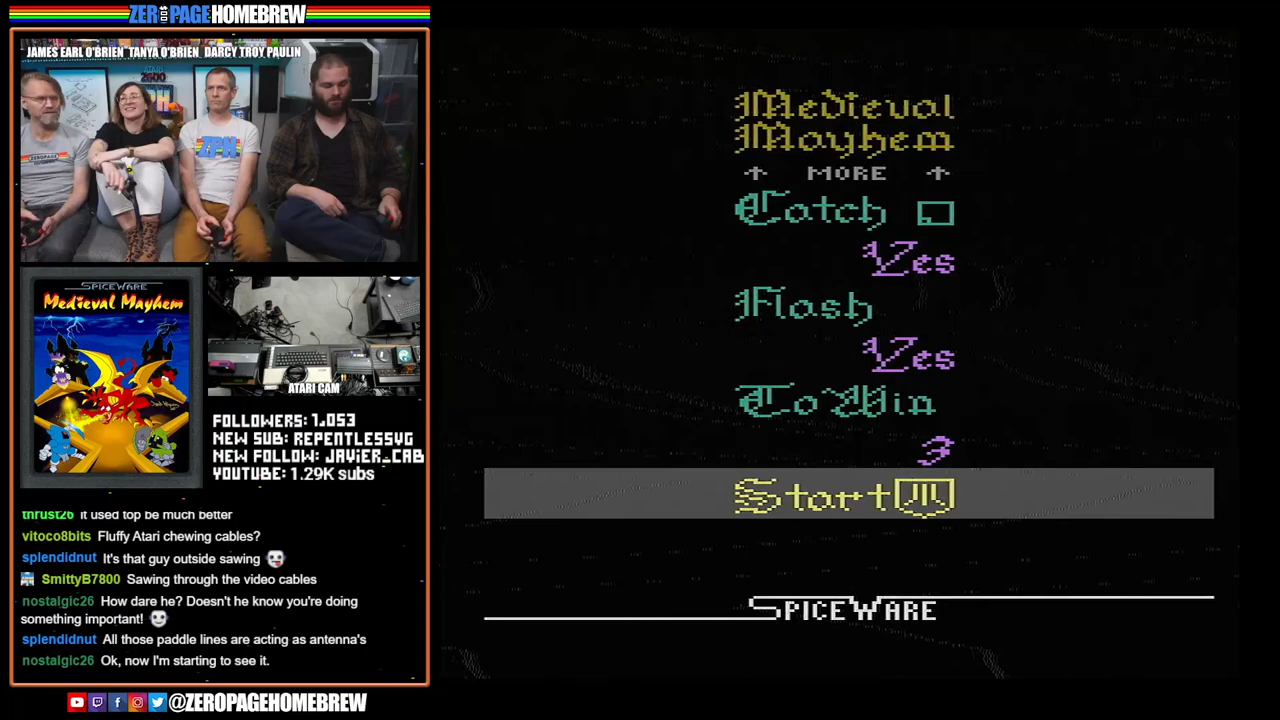 ZEROPAGE HOMEBREW
JAMES EARL O'BRIEN TANYA O'BRIEN DARCY TROY PAULIN
ATARI
2600
ZPH
SPICEWARE
Medieval Mayhem
ATARI CAM
FOLLOWERS: 1,053
NEW SUB: REPENTLESSVG
NEW FOLLOW: JAVIER_CAB
YOUTUBE: 1.29K subs
thrust26 it used top be much better
vitoco8bits Fluffy Atari chewing cables?
splendidnut It's that guy outside sawing
SmittyB7800 Sawing through the video cables
nostalgic26 How dare he? Doesn't he know you're doing
something important!
splendidnut All those paddle lines are acting as antenna's
nostalgic26 Ok, now I'm starting to see it.
@ZEROPAGEHOMEBREW
Medieval
Mayhem
↑ MORE ↑
Catch
Yes
Flash
Yes
To Win
3
Start
SPICEWARE